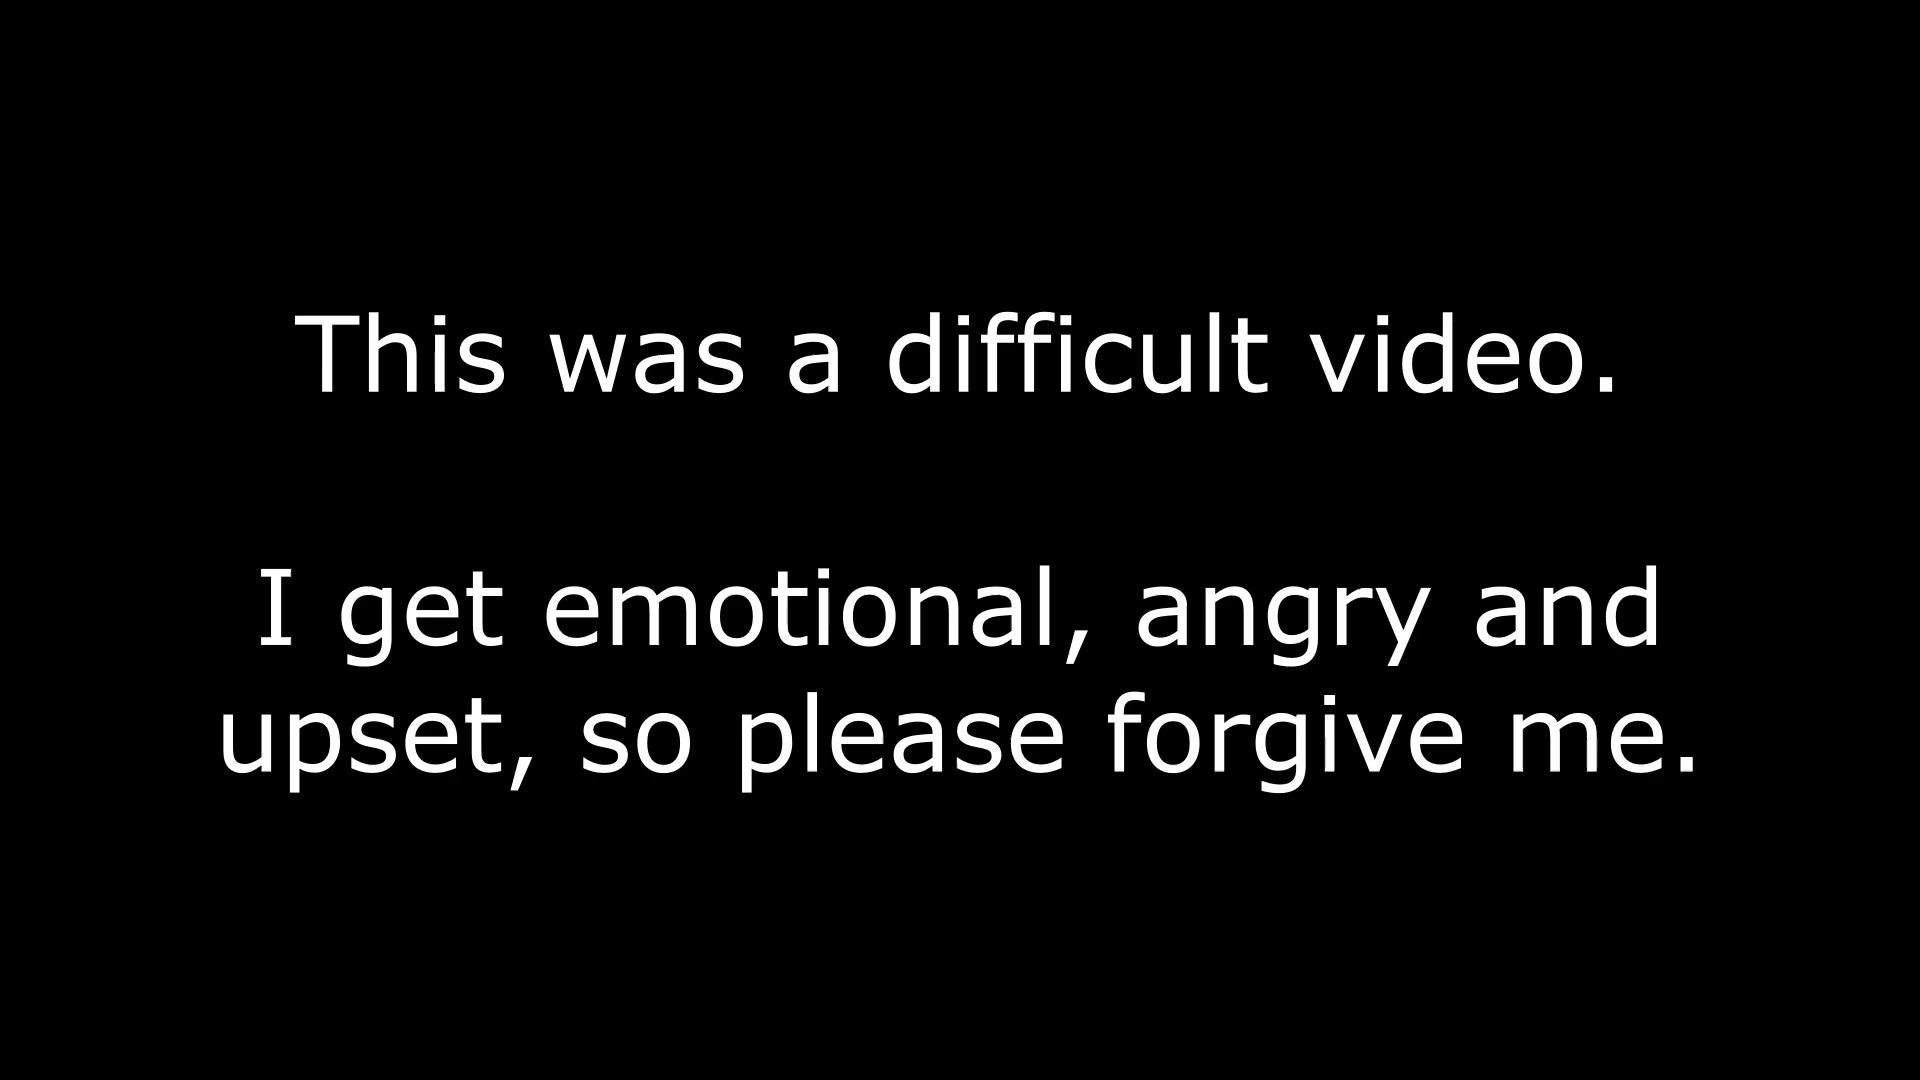 This was a difficult video.
I get emotional, angry and
upset, so please forgive me.